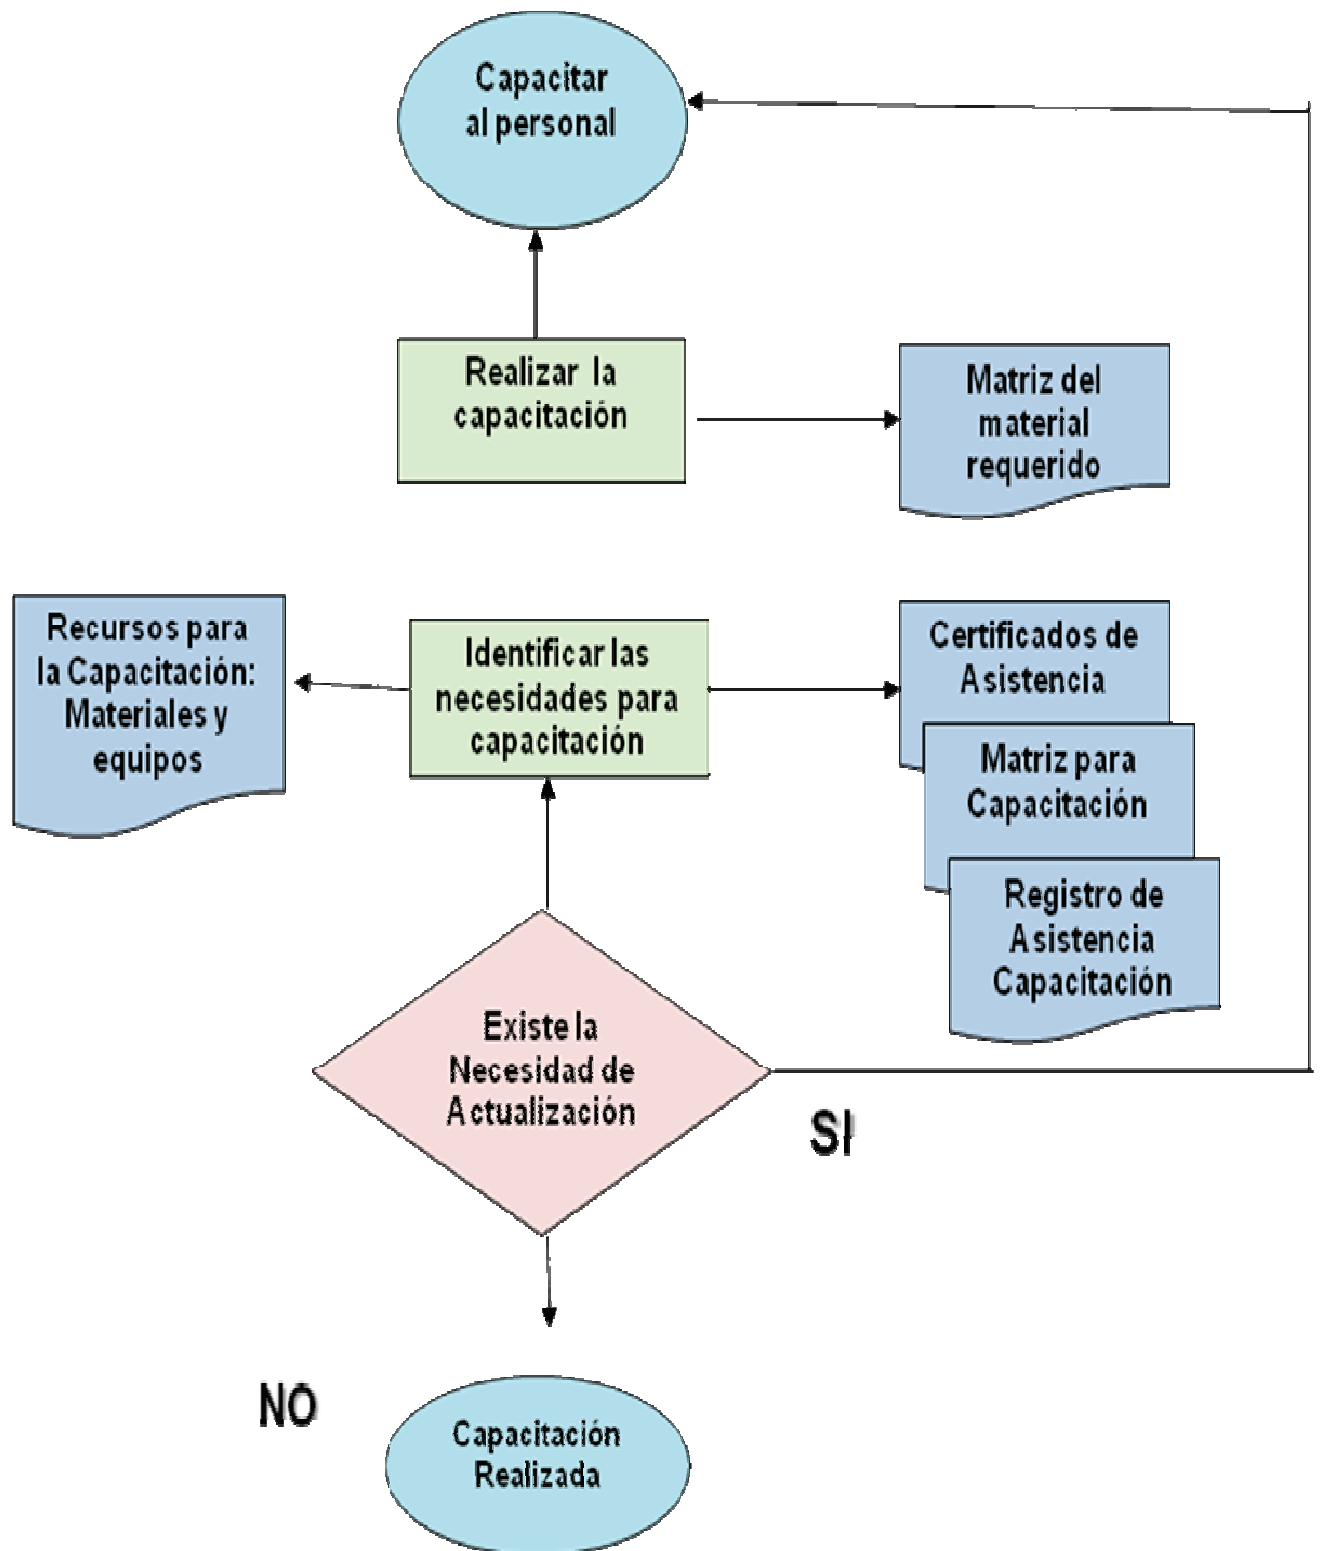 Capacitar
al personal
Realizar la
capacitación
Matriz del
material
requerido
Recursos para
la Capacitación:
Materiales y
equipos
Identificar las
necesidades para
capacitación
Certificados de
Asistencia
Matriz para
Capacitación
Registro de
Asistencia
Capacitación
Existe la
Necesidad de
Actualización
SI
NO
Capacitación
Realizada